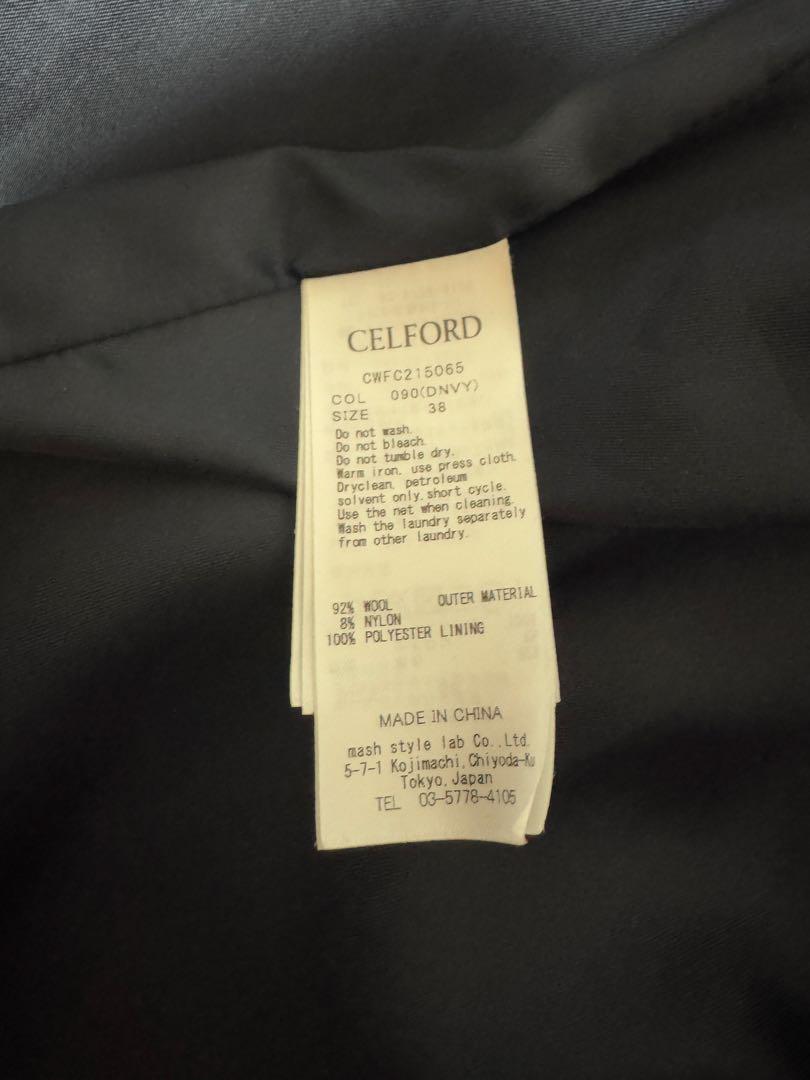 CELFORD
CWFC215065
COL 090(DNVY)
SIZE 38
Do not wash.
Do not bleach.
Do not tumble dry.
Warm iron. use press cloth.
Dryclean, petroleum
solvent only.short cycle.
Use the net when cleaning.
Wash the laundry separately
from other laundry.
92% WOOL OUTER MATERIAL
8% NYLON
100% POLYESTER LINING
MADE IN CHINA
mash style lab Co.,Ltd.
5-7-1 Kojimachi,Chiyoda-Ku
Tokyo,Japan
TEL 03-5778-4105